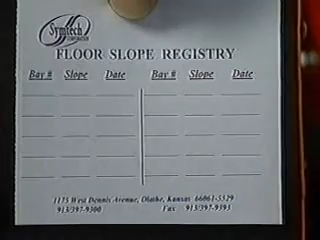 Symtech
CORPORATION
FLOOR SLOPE REGISTRY
Bay # Slope Date Bay # Slope Date
1175 West Dennis Avenue, Olathe, Kansas 66061-5329
913/397-9300 Fax 913/397-9393